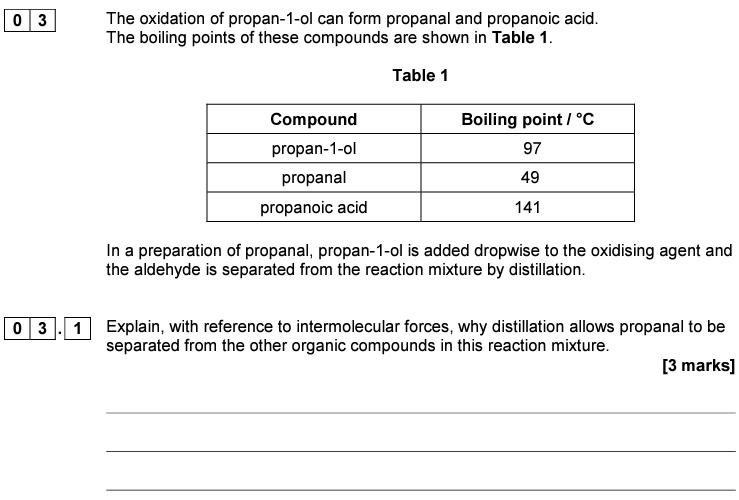 0 3 The oxidation of propan-1-ol can form propanal and propanoic acid.
The boiling points of these compounds are shown in Table 1.
Table 1
Compound Boiling point / °C
propan-1-ol 97
propanal 49
propanoic acid 141
In a preparation of propanal, propan-1-ol is added dropwise to the oxidising agent and
the aldehyde is separated from the reaction mixture by distillation.
0 3 . 1 Explain, with reference to intermolecular forces, why distillation allows propanal to be
separated from the other organic compounds in this reaction mixture.
[3 marks]